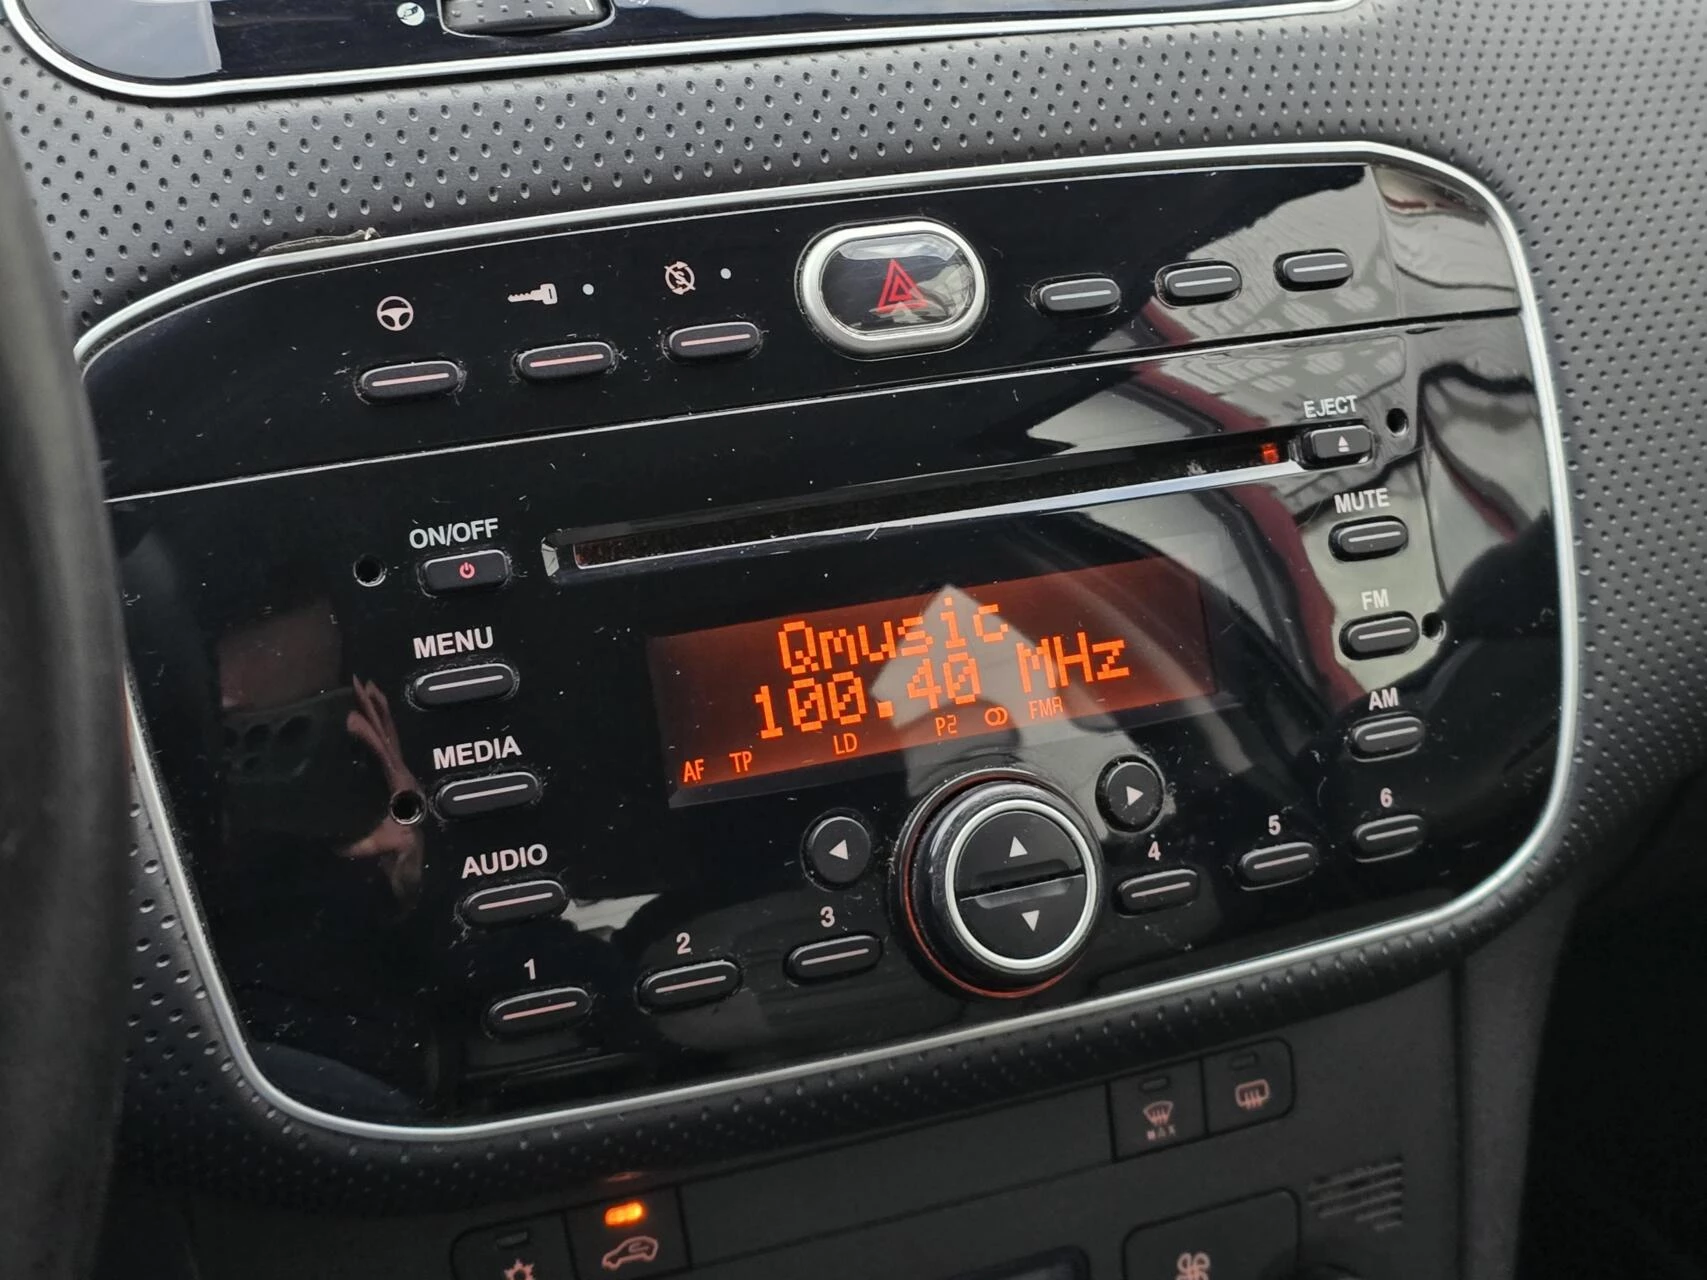 EJECT
MUTE
ON/OFF
FM
MENU
Qmusic
100.40 MHz
AF TP LD P2 FMA
AM
MEDIA
AUDIO
1 2 3 4 5 6
MAX